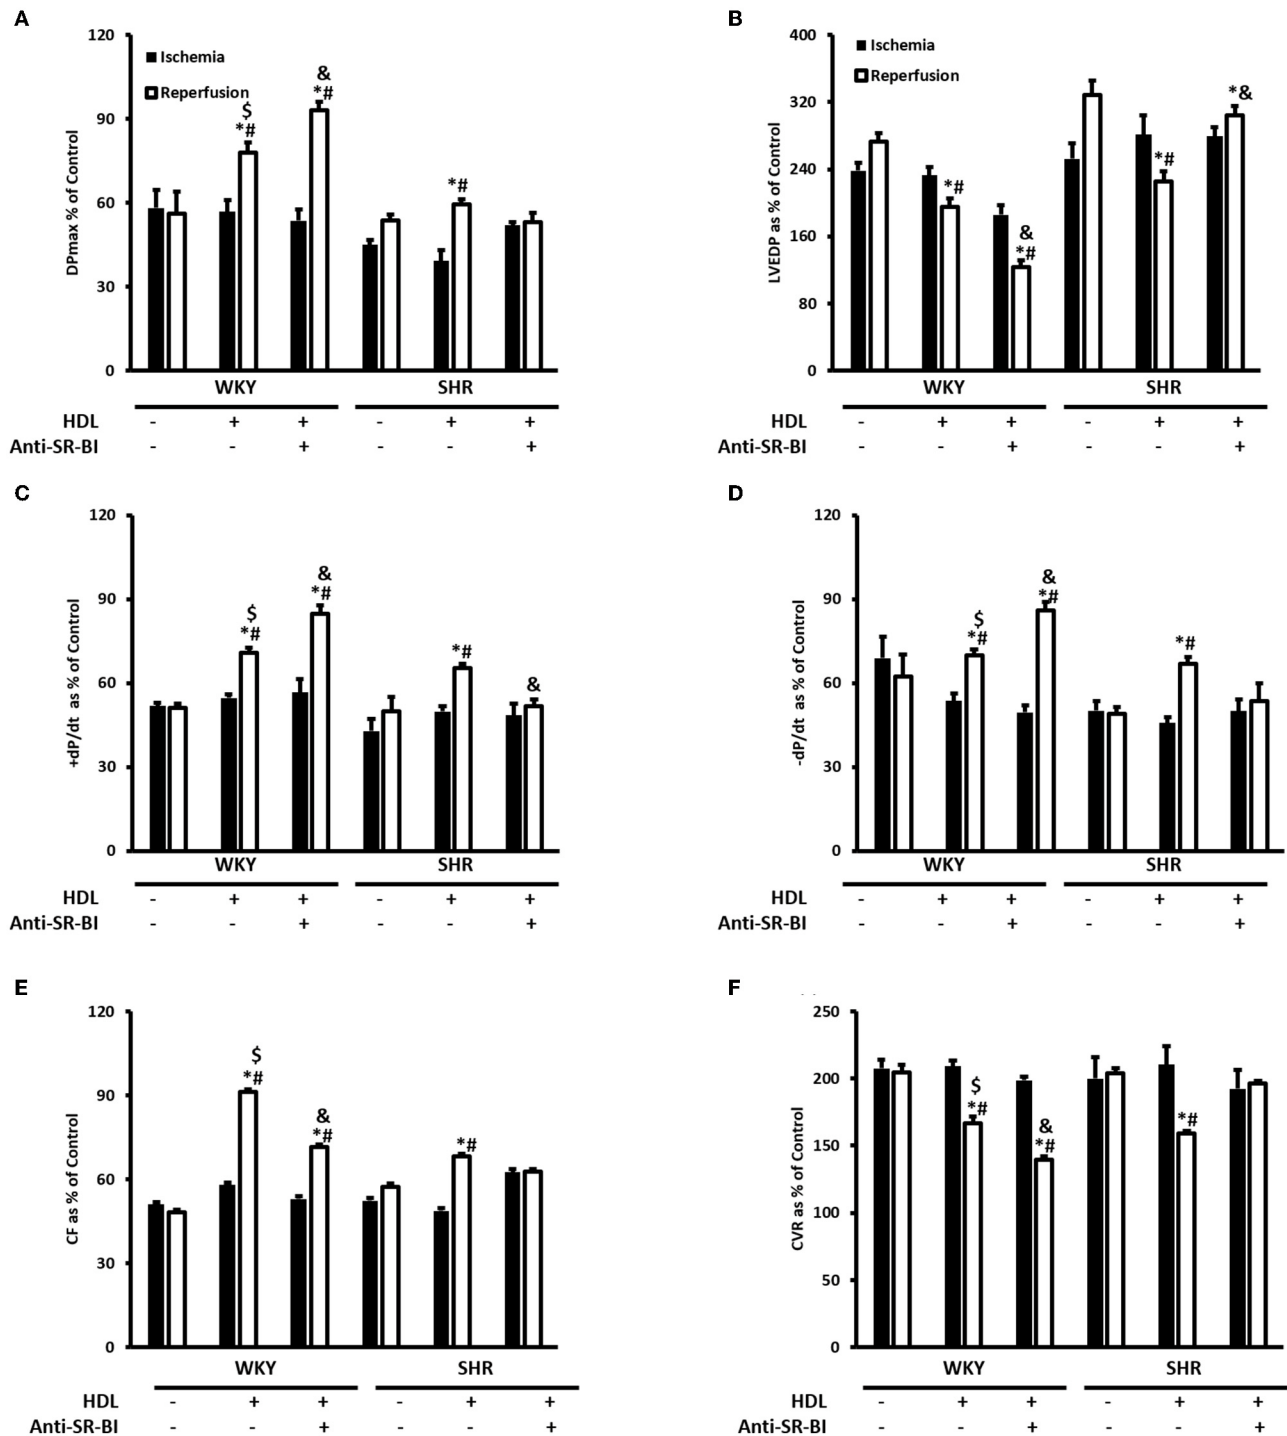 A
DPmax % of Control
120
90
60
30
0
Ischemia
Reperfusion
$
*#
&
*#
*#
WKY SHR
HDL - + + - + +
Anti-SR-BI - - + - - +
B
LVEDP as % of Control
400
320
240
160
80
0
Ischemia
Reperfusion
*#
&
*#
*#
*&
WKY SHR
HDL - + + - + +
Anti-SR-BI - - + - - +
C
+dP/dt as % of Control
120
90
60
30
0
$
*#
&
*#
*#
&
WKY SHR
HDL - + + - + +
Anti-SR-BI - - + - - +
D
-dP/dt as % of Control
120
90
60
30
0
$
*#
&
*#
*#
WKY SHR
HDL - + + - + +
Anti-SR-BI - - + - - +
E
CF as % of Control
120
90
60
30
0
$
*#
&
*#
*#
WKY SHR
HDL - + + - + +
Anti-SR-BI - - + - - +
F
CVR as % of Control
250
200
150
100
50
0
$
*#
&
*#
*#
WKY SHR
HDL - + + - + +
Anti-SR-BI - - + - - +